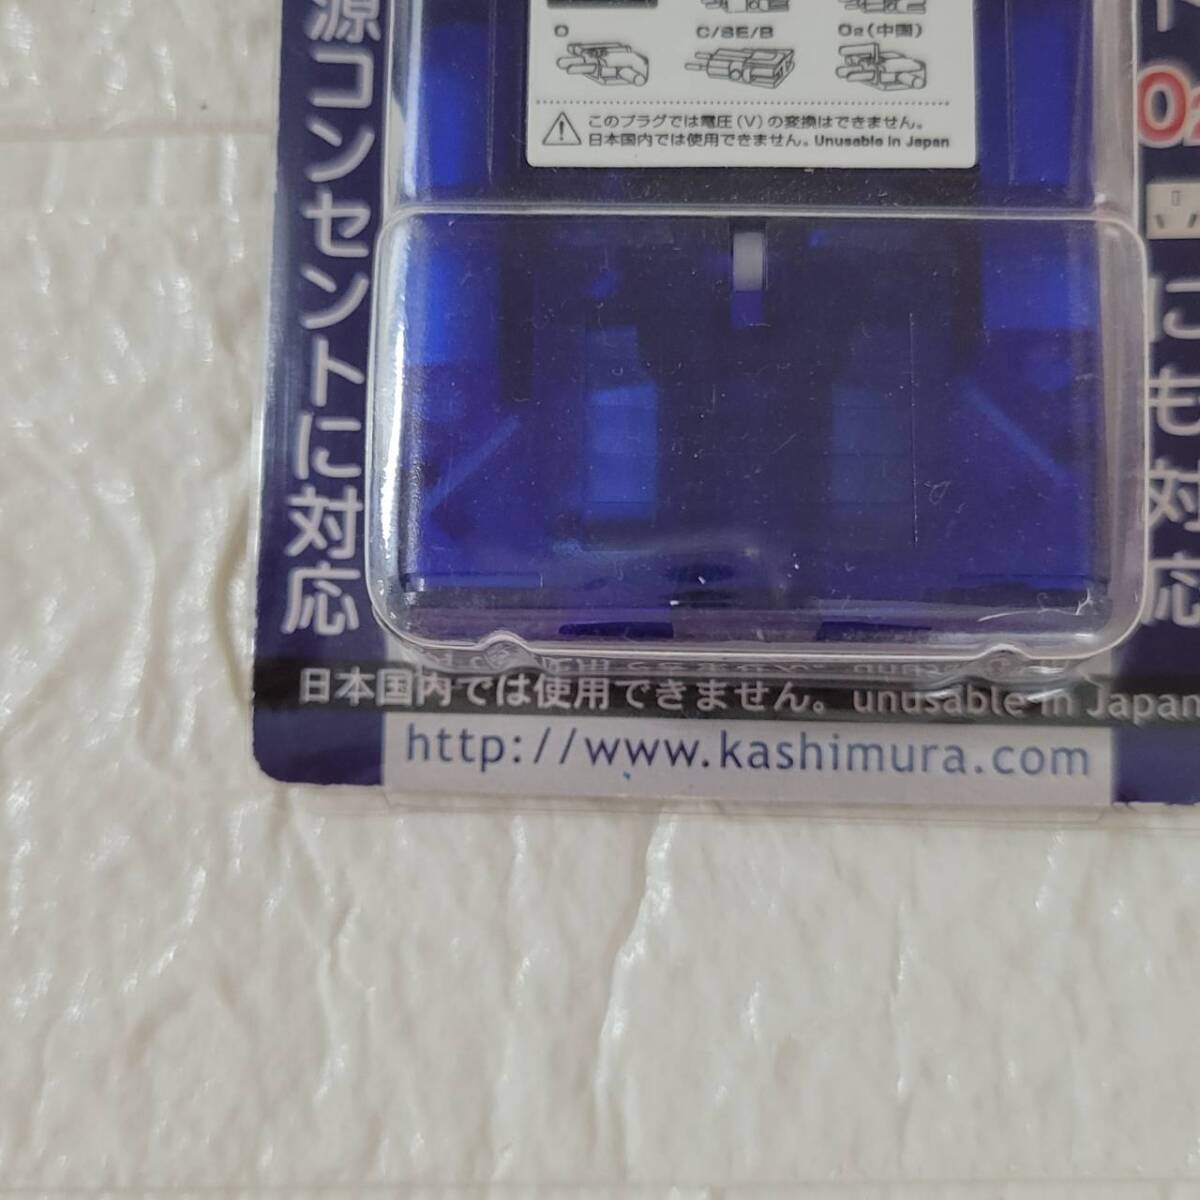 源コンセントに対応
O C/SE/B O2(中国)
このプラグでは電圧(V)の変換はできません。
日本国内では使用できません。Unusable in Japan
O2
にも対応
日本国内では使用できません。unusable in Japan
http://www.kashimura.com